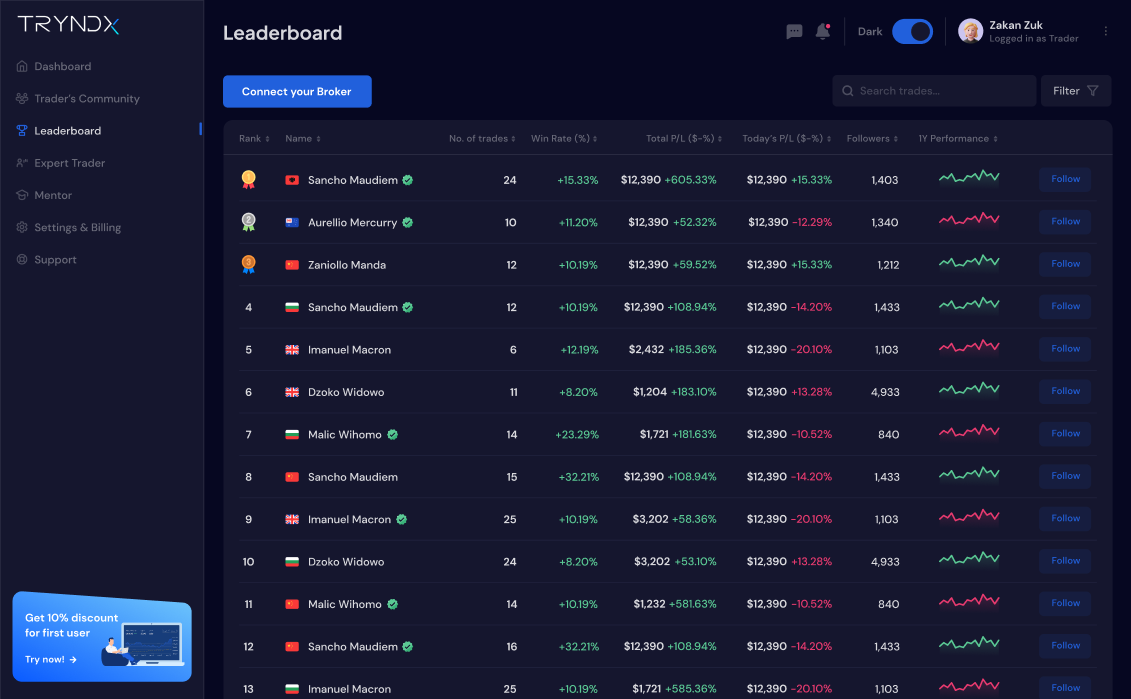 TRYNDX
Dashboard
Trader's Community
Leaderboard
Expert Trader
Mentor
Settings & Billing
Support
Get 10% discount
for first user
Try now! →
Leaderboard
Dark
Zakan Zuk
Logged in as Trader
Connect your Broker
Search trades...
Filter
Rank Name No. of trades Win Rate (%) Total P/L ($-%) Today's P/L ($-%) Followers 1Y Performance
1 Sancho Maudiem 24 +15.33% $12,390 +605.33% $12,390 +15.33% 1,403 Follow
2 Aurellio Mercurry 10 +11.20% $12,390 +52.32% $12,390 -12.29% 1,340 Follow
3 Zaniollo Manda 12 +10.19% $12,390 +59.52% $12,390 +15.33% 1,212 Follow
4 Sancho Maudiem 12 +10.19% $12,390 +108.94% $12,390 -14.20% 1,433 Follow
5 Imanuel Macron 6 +12.19% $2,432 +185.36% $12,390 -20.10% 1,103 Follow
6 Dzoko Widowo 11 +8.20% $1,204 +183.10% $12,390 +13.28% 4,933 Follow
7 Malic Wihomo 14 +23.29% $1,721 +181.63% $12,390 -10.52% 840 Follow
8 Sancho Maudiem 15 +32.21% $12,390 +108.94% $12,390 -14.20% 1,433 Follow
9 Imanuel Macron 25 +10.19% $3,202 +58.36% $12,390 -20.10% 1,103 Follow
10 Dzoko Widowo 24 +8.20% $3,202 +53.10% $12,390 +13.28% 4,933 Follow
11 Malic Wihomo 14 +10.19% $1,232 +581.63% $12,390 -10.52% 840 Follow
12 Sancho Maudiem 16 +32.21% $12,390 +108.94% $12,390 -14.20% 1,433 Follow
13 Imanuel Macron 25 +10.19% $1,721 +585.36% $12,390 -20.10% 1,103 Follow